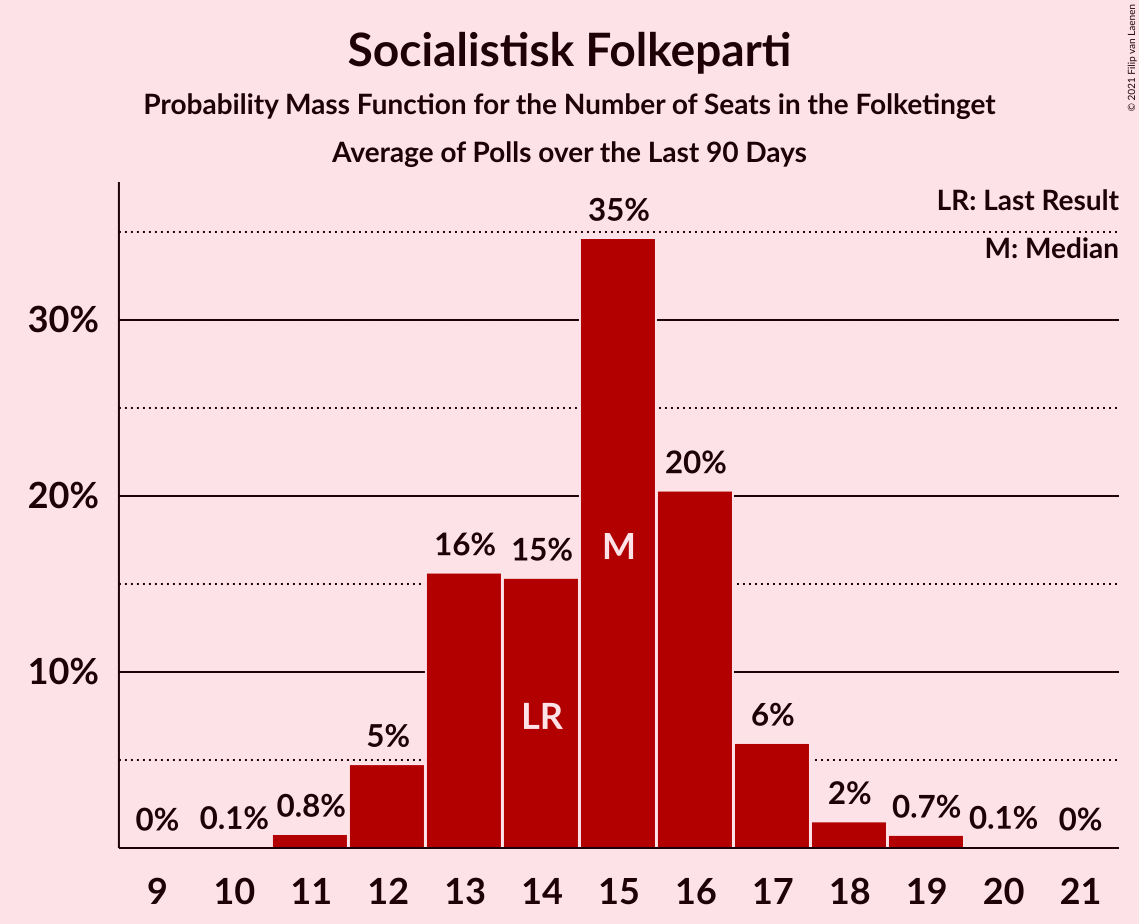 Socialistisk Folkeparti
Probability Mass Function for the Number of Seats in the Folketinget
Average of Polls over the Last 90 Days
© 2021 Filip van Laenen
LR: Last Result
M: Median
35%
30%
20%
20%
M
16%
15%
10%
LR
6%
5%
2%
0%
0.1%
0.8%
0.7%
0.1%
0%
9 10 11 12 13 14 15 16 17 18 19 20 21